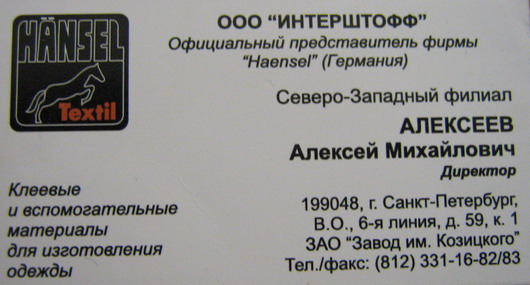 HÄNSEL
Textil
ООО “ИНТЕРШТОФФ”
Официальный представитель фирмы
“Haensel” (Германия)
Северо-Западный филиал
АЛЕКСЕЕВ
Алексей Михайлович
Директор
Клеевые
и вспомогательные
материалы
для изготовления
одежды
199048, г. Санкт-Петербург,
В.О., 6-я линия, д. 59, к. 1
ЗАО “Завод им. Козицкого”
Тел./факс: (812) 331-16-82/83